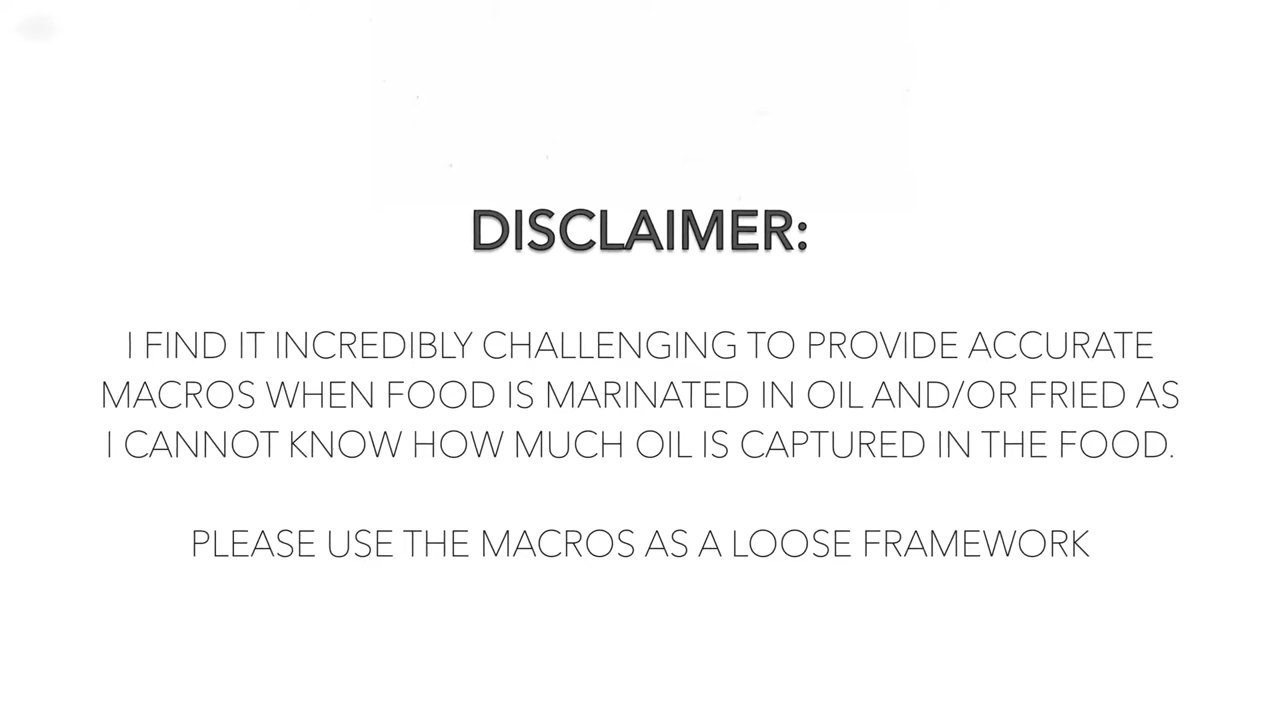 DISCLAIMER:
I FIND IT INCREDIBLY CHALLENGING TO PROVIDE ACCURATE
MACROS WHEN FOOD IS MARINATED IN OIL AND/OR FRIED AS
I CANNOT KNOW HOW MUCH OIL IS CAPTURED IN THE FOOD.
PLEASE USE THE MACROS AS A LOOSE FRAMEWORK